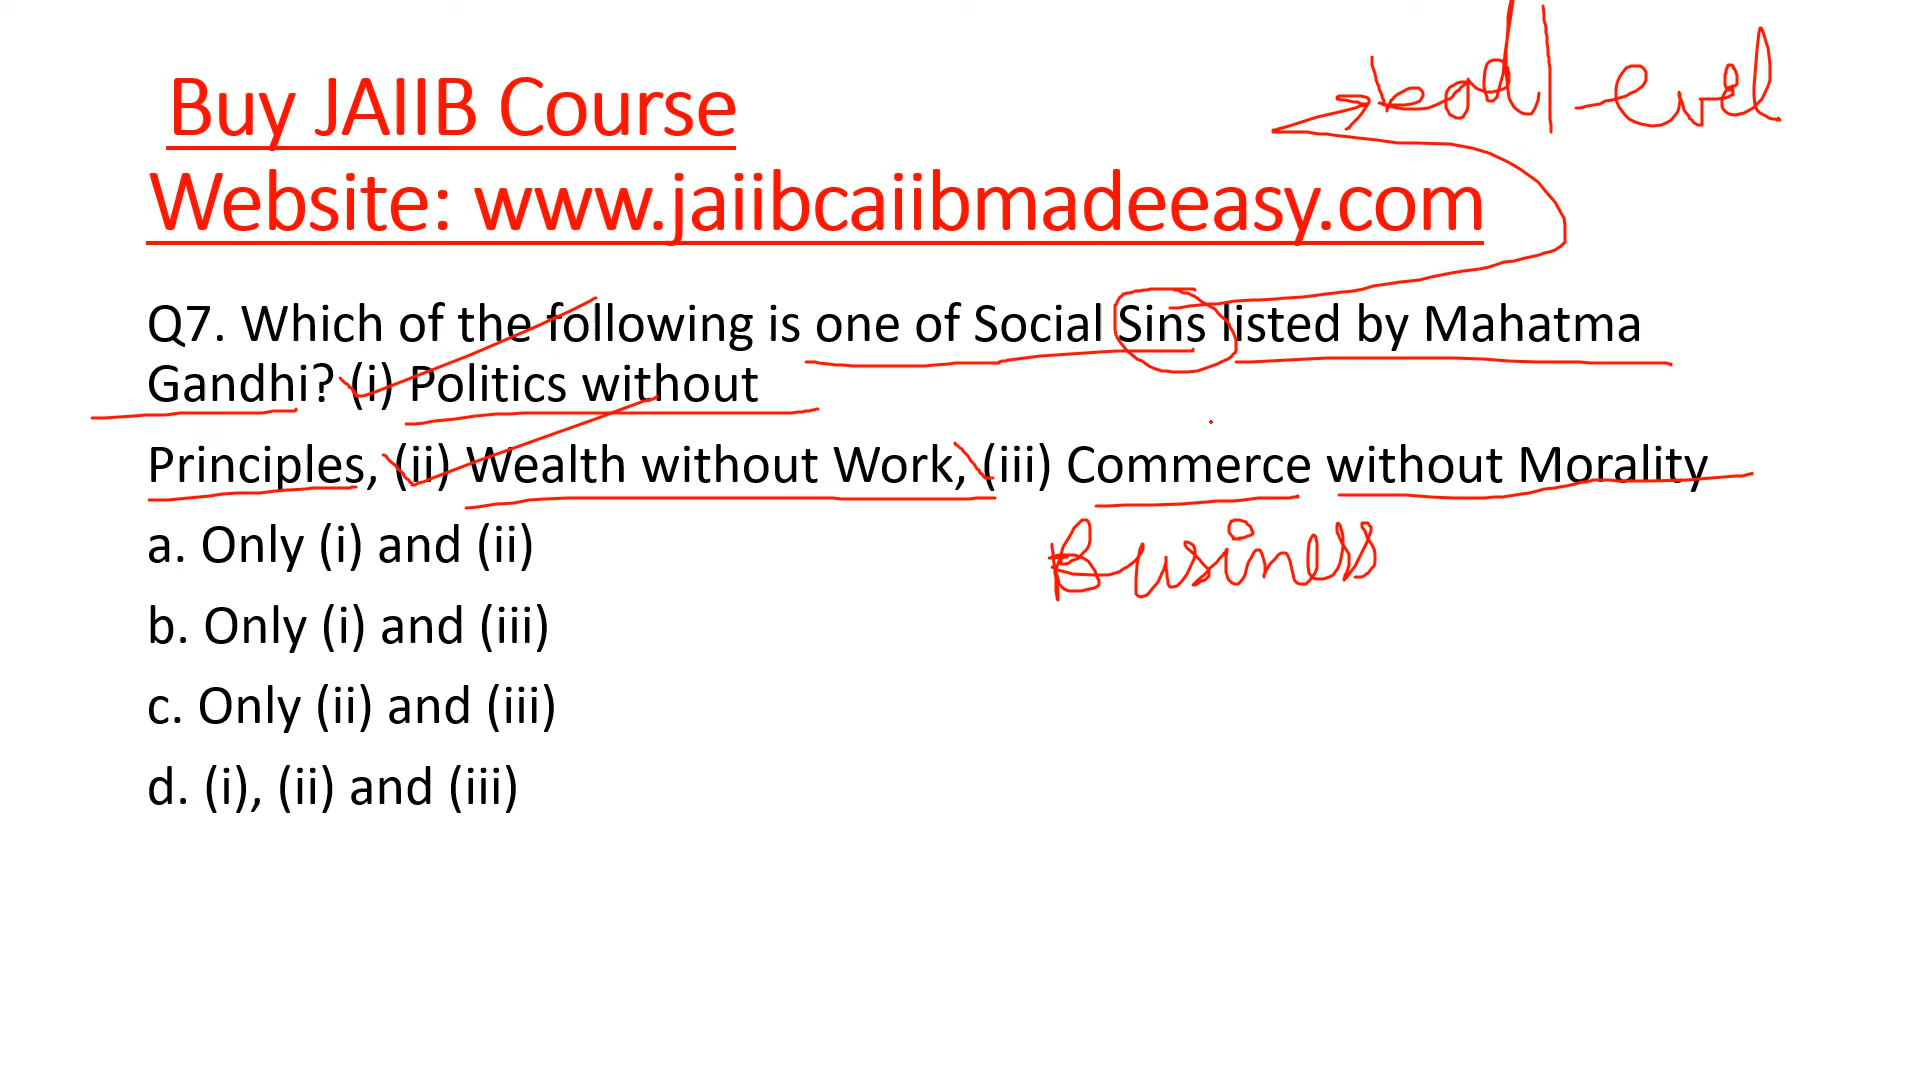 Buy JAIIB Course
bad | evel
Website: www.jaiibcaiibmadeeasy.com
Q7. Which of the following is one of Social Sins listed by Mahatma
Gandhi? (i) Politics without
Principles, (ii) Wealth without Work, (iii) Commerce without Morality
a. Only (i) and (ii)
Business
b. Only (i) and (iii)
c. Only (ii) and (iii)
d. (i), (ii) and (iii)